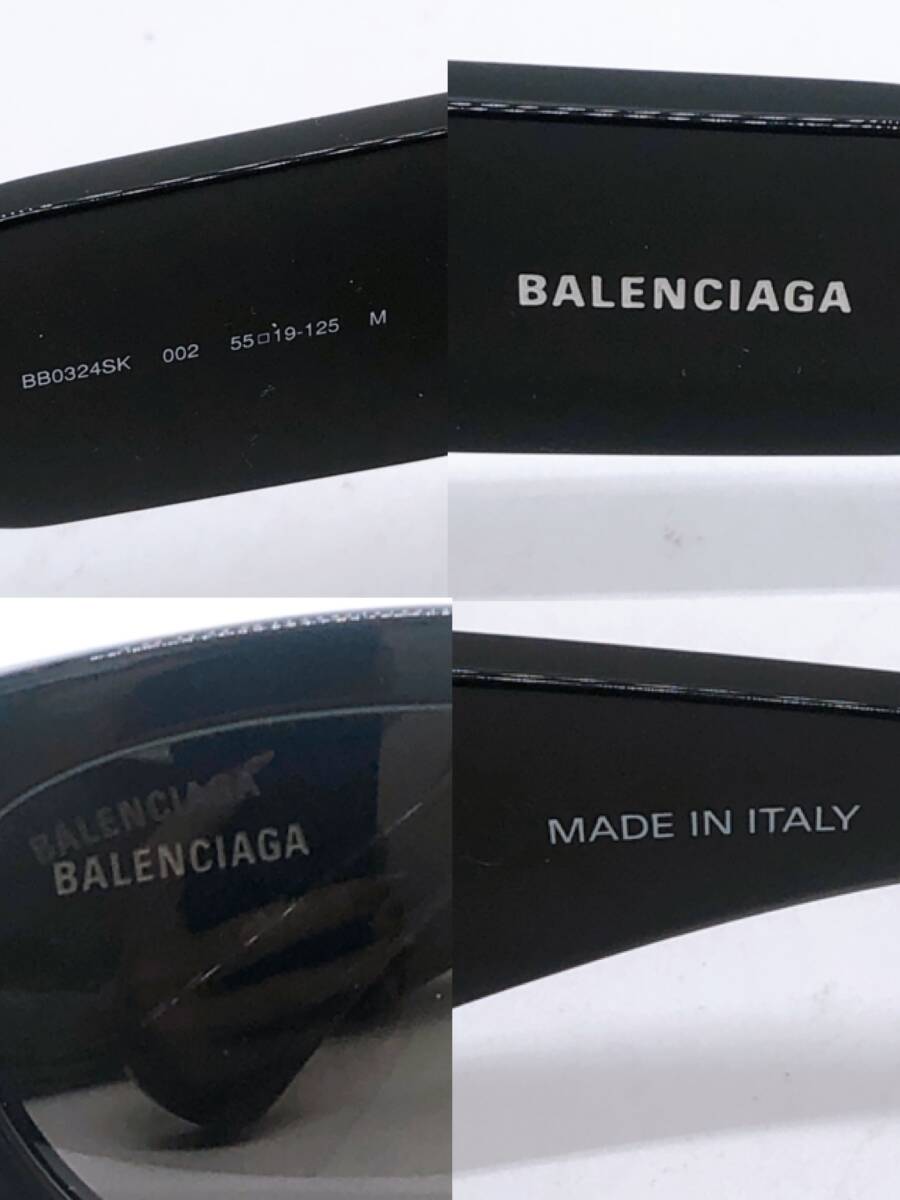 BB0324SK 002 55□19-125 M
BALENCIAGA
BALENCIAGA
BALENCIAGA
MADE IN ITALY